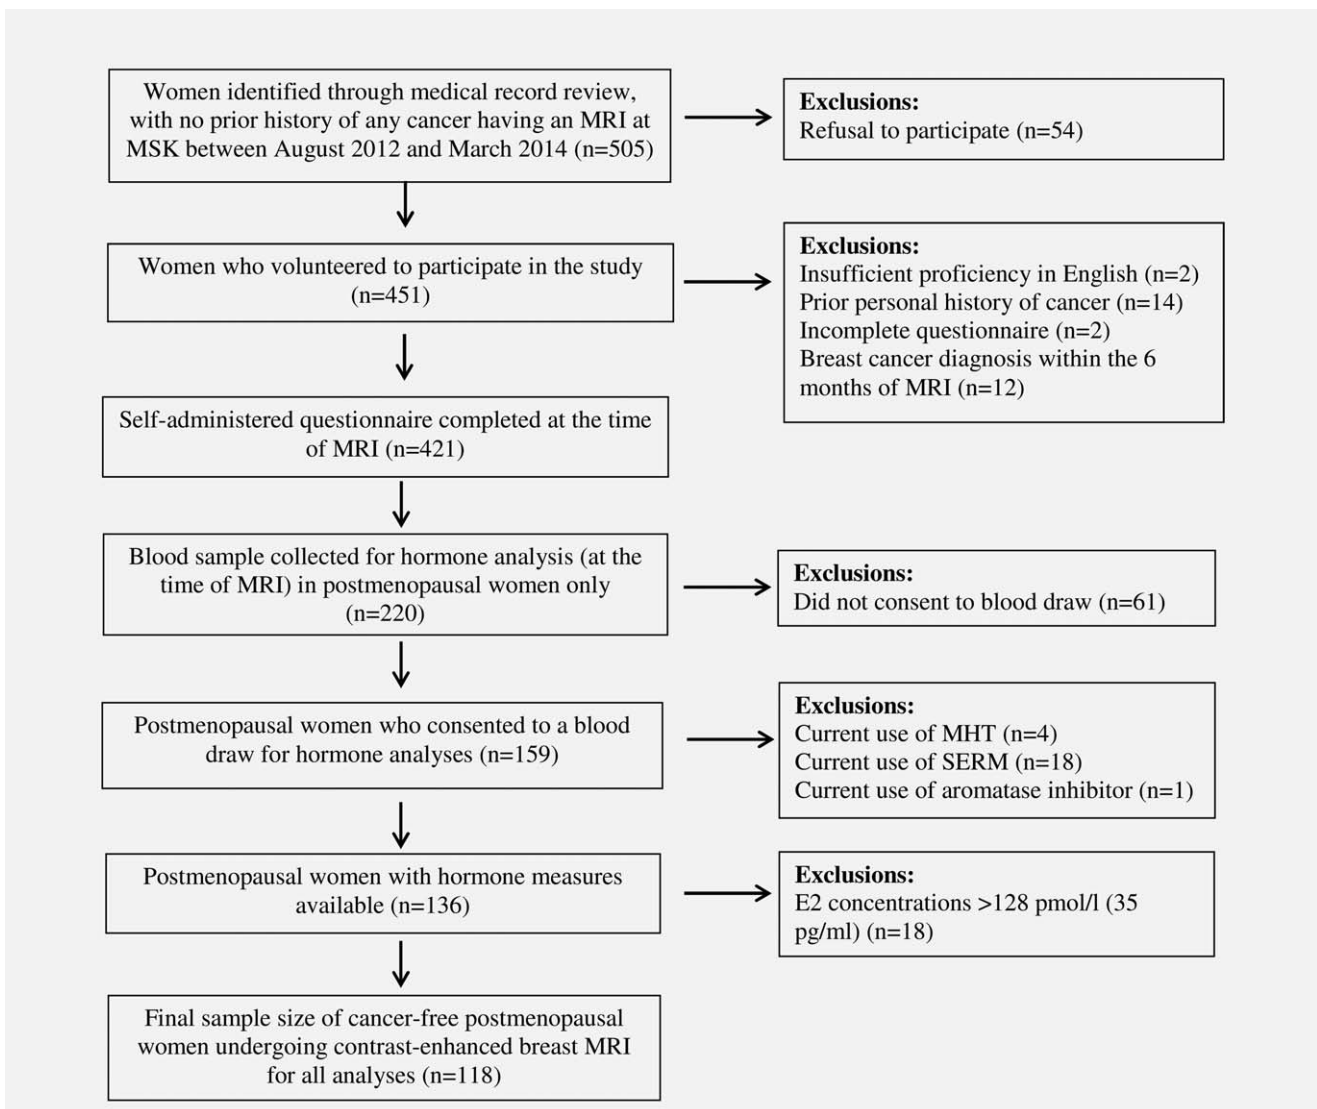 Women identified through medical record review,
with no prior history of any cancer having an MRI at
MSK between August 2012 and March 2014 (n=505)
Exclusions:
Refusal to participate (n=54)
Women who volunteered to participate in the study
(n=451)
Exclusions:
Insufficient proficiency in English (n=2)
Prior personal history of cancer (n=14)
Incomplete questionnaire (n=2)
Breast cancer diagnosis within the 6
months of MRI (n=12)
Self-administered questionnaire completed at the time
of MRI (n=421)
Blood sample collected for hormone analysis (at the
time of MRI) in postmenopausal women only
(n=220)
Exclusions:
Did not consent to blood draw (n=61)
Postmenopausal women who consented to a blood
draw for hormone analyses (n=159)
Exclusions:
Current use of MHT (n=4)
Current use of SERM (n=18)
Current use of aromatase inhibitor (n=1)
Postmenopausal women with hormone measures
available (n=136)
Exclusions:
E2 concentrations >128 pmol/l (35
pg/ml) (n=18)
Final sample size of cancer-free postmenopausal
women undergoing contrast-enhanced breast MRI
for all analyses (n=118)